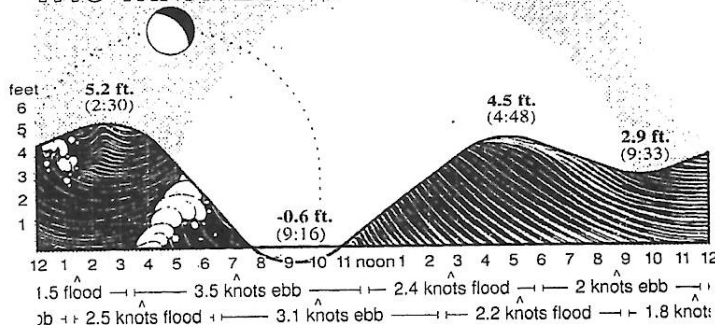 5.2 ft.
(2:30)
feet
6
5
4
3
2
1
-0.6 ft.
(9:16)
4.5 ft.
(4:48)
2.9 ft.
(9:33)
12 1 2 3 4 5 6 7 8 9 10 11 noon 1 2 3 4 5 6 7 8 9 10 11 12
1.5 flood 3.5 knots ebb 2.4 knots flood 2 knots ebb
2.5 knots flood 3.1 knots ebb 2.2 knots flood 1.8